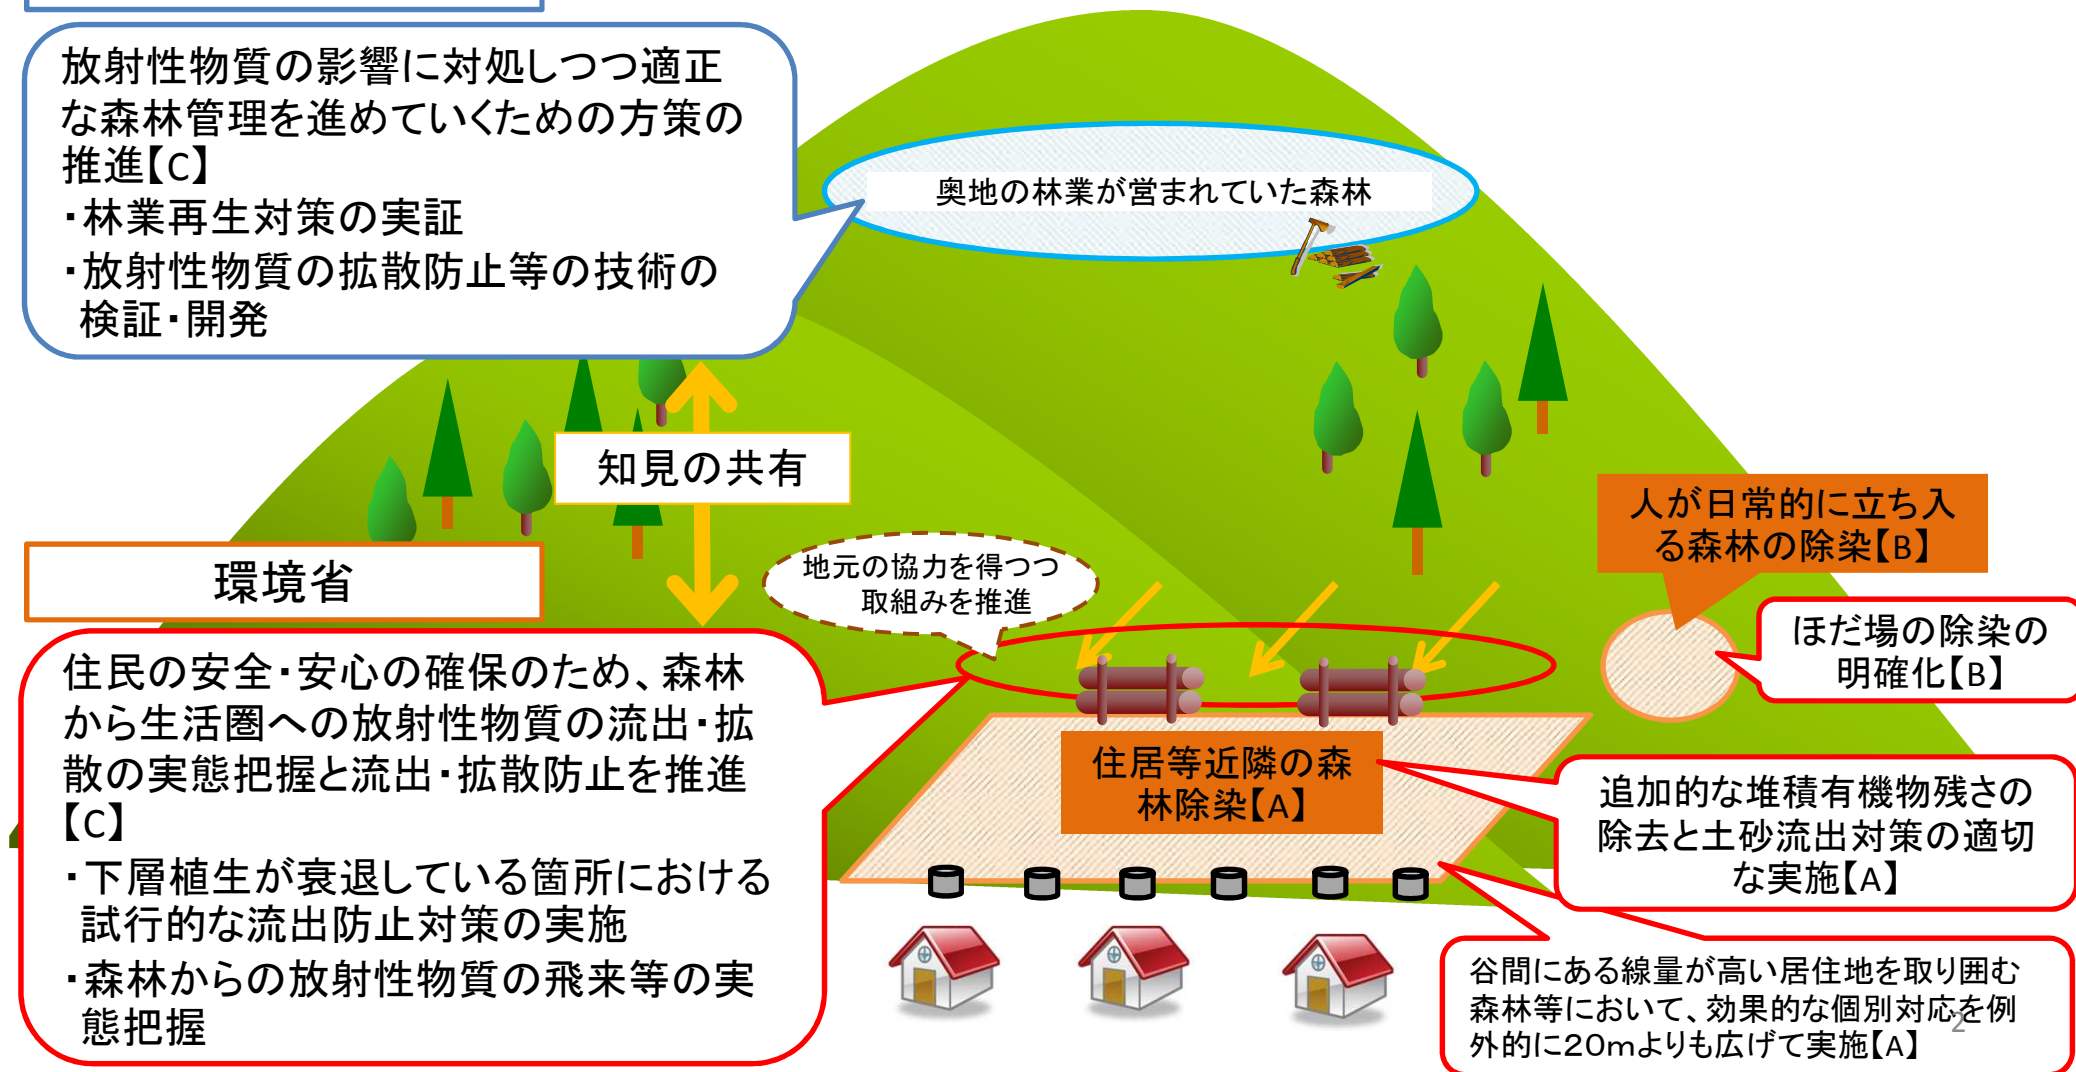 放射性物質の影響に対処しつつ適正
な森林管理を進めていくための方策の
推進【C】
・林業再生対策の実証
・放射性物質の拡散防止等の技術の
検証・開発
奥地の林業が営まれていた森林
知見の共有
人が日常的に立ち入
る森林の除染【B】
環境省
地元の協力を得つつ
取組みを推進
ほだ場の除染の
明確化【B】
住民の安全・安心の確保のため、森林
から生活圏への放射性物質の流出・拡
散の実態把握と流出・拡散防止を推進
【C】
・下層植生が衰退している箇所における
試行的な流出防止対策の実施
・森林からの放射性物質の飛来等の実
態把握
住居等近隣の森
林除染【A】
追加的な堆積有機物残さの
除去と土砂流出対策の適切
な実施【A】
谷間にある線量が高い居住地を取り囲む
森林等において、効果的な個別対応を例
外的に20mよりも広げて実施【A】
2